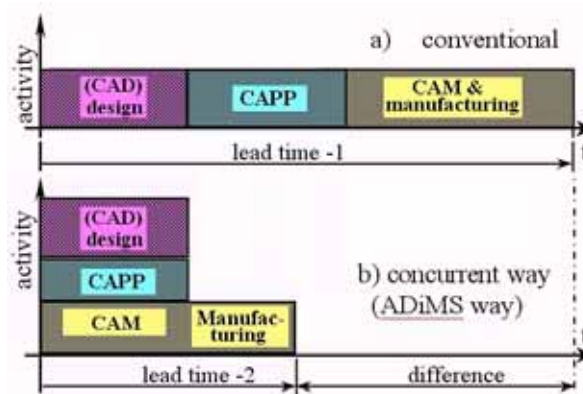 a) conventional
activity
(CAD)
design
CAPP
CAM &
manufacturing
lead time -1
t
activity
(CAD)
design
CAPP
CAM
Manufac-
turing
b) concurrent way
(ADiMS way)
t
lead time -2
difference